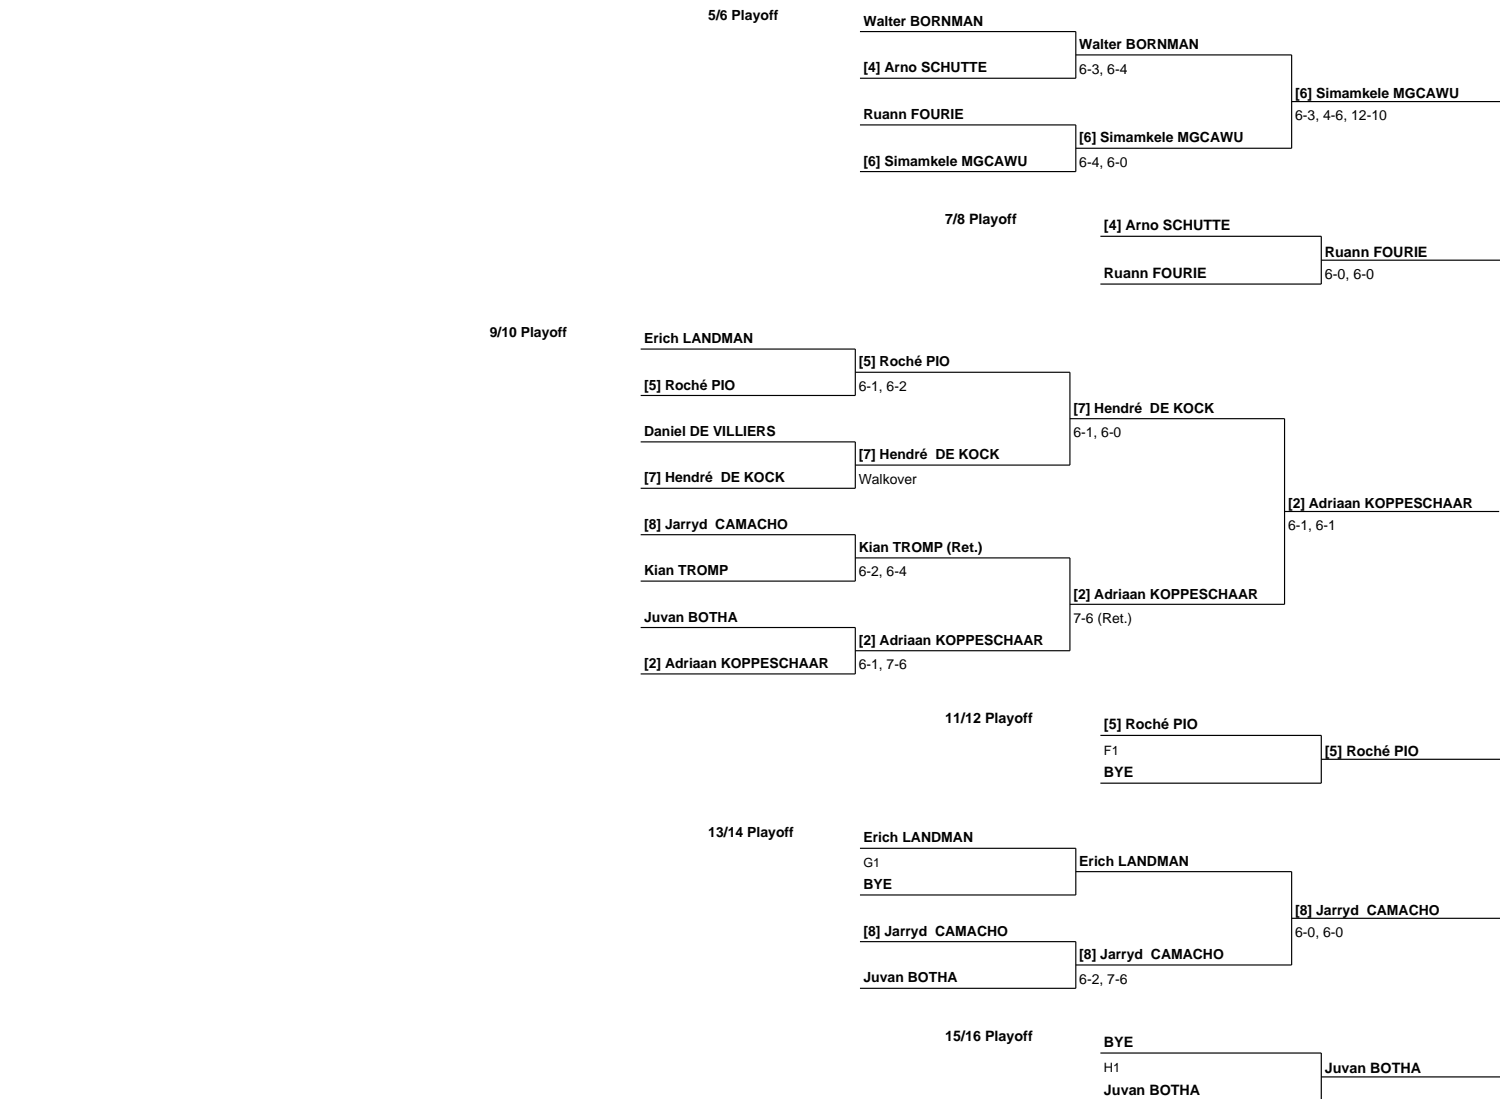 5/6 Playoff
Walter BORNMAN
Walter BORNMAN
[4] Arno SCHUTTE
6-3, 6-4
[6] Simamkele MGCAWU
Ruann FOURIE
6-3, 4-6, 12-10
[6] Simamkele MGCAWU
[6] Simamkele MGCAWU
6-4, 6-0
7/8 Playoff
[4] Arno SCHUTTE
Ruann FOURIE
Ruann FOURIE
6-0, 6-0
9/10 Playoff
Erich LANDMAN
[5] Roché PIO
[5] Roché PIO
6-1, 6-2
[7] Hendré  DE KOCK
Daniel DE VILLIERS
6-1, 6-0
[7] Hendré  DE KOCK
[7] Hendré  DE KOCK
Walkover
[2] Adriaan KOPPESCHAAR
[8] Jarryd  CAMACHO
6-1, 6-1
Kian TROMP (Ret.)
Kian TROMP
6-2, 6-4
[2] Adriaan KOPPESCHAAR
Juvan BOTHA
7-6 (Ret.)
[2] Adriaan KOPPESCHAAR
[2] Adriaan KOPPESCHAAR
6-1, 7-6
11/12 Playoff
[5] Roché PIO
F1
[5] Roché PIO
BYE
13/14 Playoff
Erich LANDMAN
G1
Erich LANDMAN
BYE
[8] Jarryd  CAMACHO
[8] Jarryd  CAMACHO
6-0, 6-0
[8] Jarryd  CAMACHO
Juvan BOTHA
6-2, 7-6
15/16 Playoff
BYE
H1
Juvan BOTHA
Juvan BOTHA